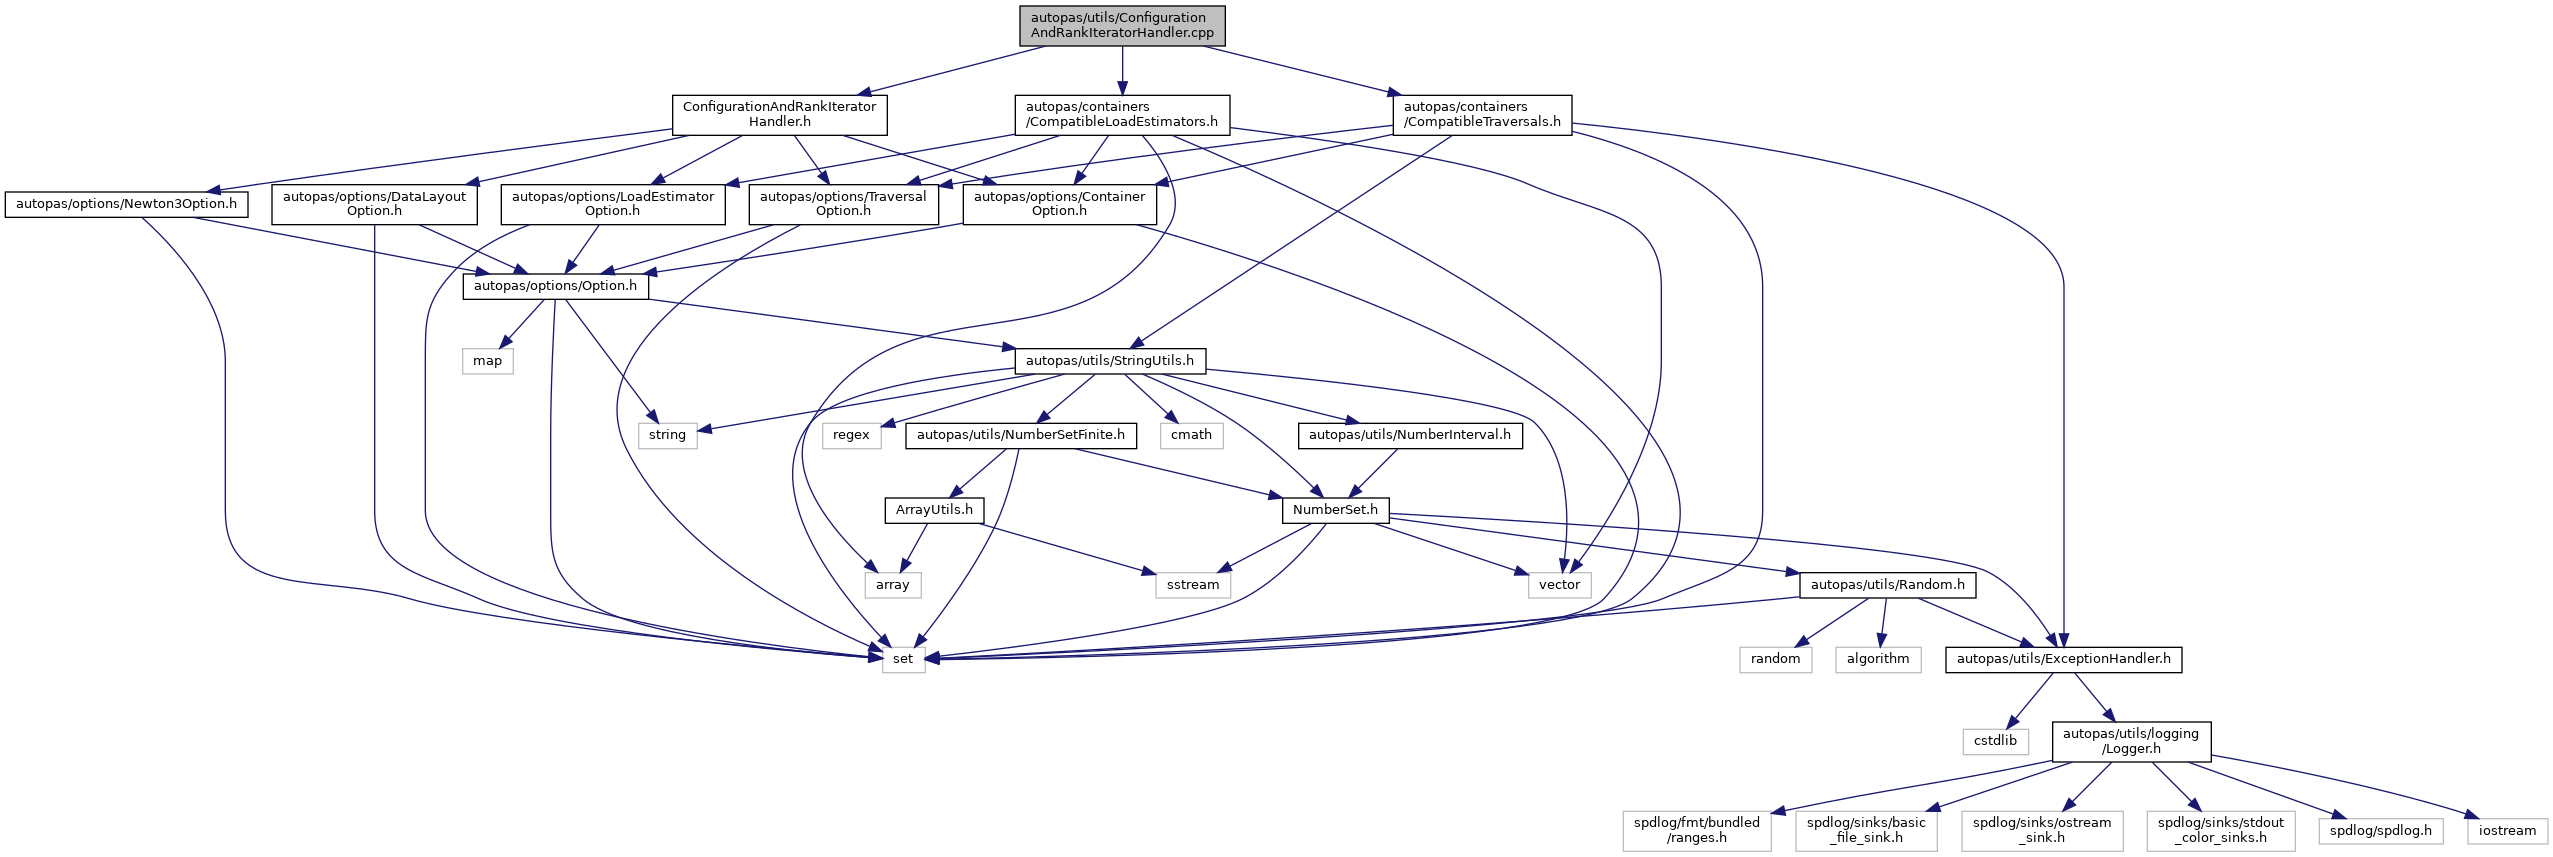 autopas/utils/Configuration
AndRankIteratorHandler.cpp
ConfigurationAndRankIterator
Handler.h
autopas/containers
/CompatibleLoadEstimators.h
autopas/containers
/CompatibleTraversals.h
autopas/options/Newton3Option.h
autopas/options/DataLayout
Option.h
autopas/options/LoadEstimator
Option.h
autopas/options/Traversal
Option.h
autopas/options/Container
Option.h
autopas/options/Option.h
map
autopas/utils/StringUtils.h
string
regex
autopas/utils/NumberSetFinite.h
cmath
autopas/utils/NumberInterval.h
ArrayUtils.h
NumberSet.h
array
sstream
vector
autopas/utils/Random.h
set
random
algorithm
autopas/utils/ExceptionHandler.h
cstdlib
autopas/utils/logging
/Logger.h
spdlog/fmt/bundled
/ranges.h
spdlog/sinks/basic
_file_sink.h
spdlog/sinks/ostream
_sink.h
spdlog/sinks/stdout
_color_sinks.h
spdlog/spdlog.h
iostream